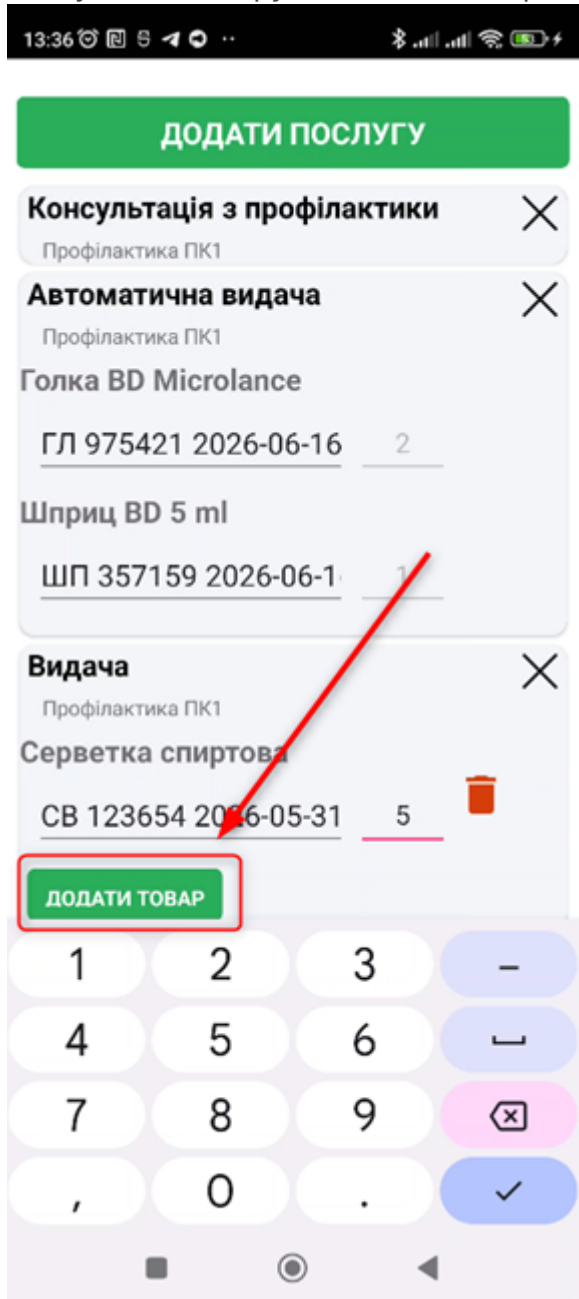 13:36
ДОДАТИ ПОСЛУГУ
Консультація з профілактики
Профілактика ПК1
Автоматична видача
Профілактика ПК1
Голка BD Microlance
ГЛ 975421 2026-06-16 2
Шприц BD 5 ml
ШП 357159 2026-06-1 1
Видача
Профілактика ПК1
Серветка спиртова
СВ 123654 2026-05-31 5
ДОДАТИ ТОВАР
1 2 3 –
4 5 6
7 8 9
, 0 .